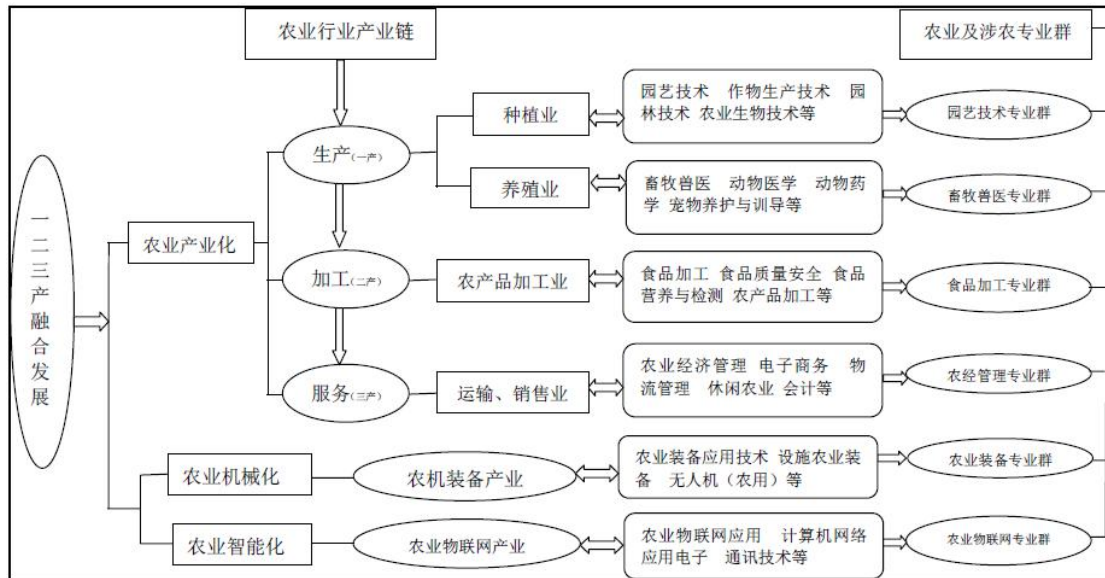 农业行业产业链
农业及涉农专业群
一二三产融合发展
农业产业化
生产（一产）
种植业
园艺技术 作物生产技术 园
林技术 农业生物技术等
园艺技术专业群
养殖业
畜牧兽医 动物医学 动物药
学 宠物养护与训导等
畜牧兽医专业群
加工（二产）
农产品加工业
食品加工 食品质量安全 食品
营养与检测 农产品加工等
食品加工专业群
服务（三产）
运输、销售业
农业经济管理 电子商务 物
流管理 休闲农业 会计等
农经管理专业群
农业机械化
农机装备产业
农业装备应用技术 设施农业装
备 无人机（农用）等
农业装备专业群
农业智能化
农业物联网产业
农业物联网应用 计算机网络
应用电子 通讯技术等
农业物联网专业群